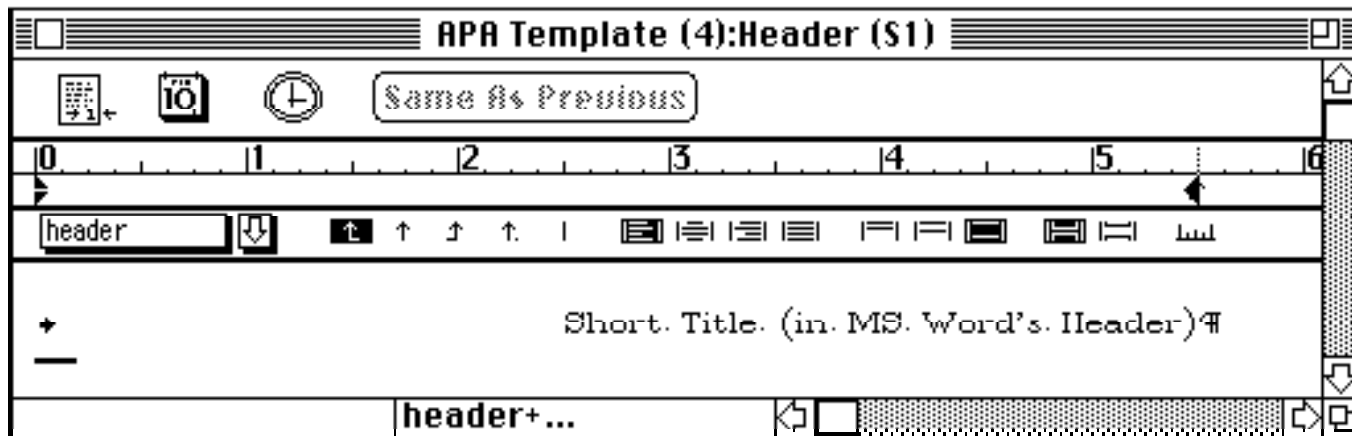 APA Template (4):Header (S1)
10 Same As Previous
0 1 2 3 4 5 6
header
Short. Title. (in. MS. Word's. Header)¶
header+...